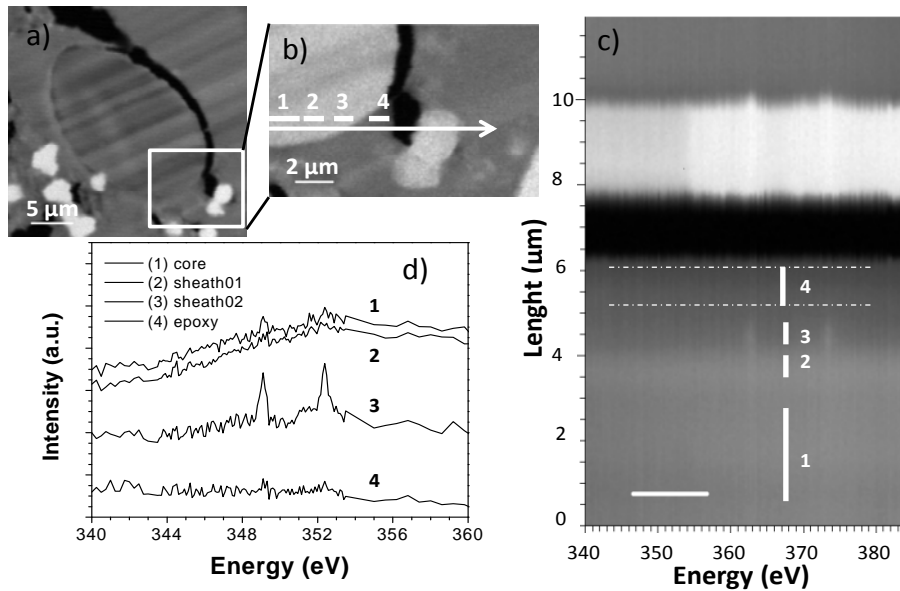 a)
5 μm
b)
1 2 3 4
2 μm
c)
Lenght (μm)
10
8
6
4
2
0
4
3
2
1
340 350 360 370 380
Energy (eV)
d)
(1) core
(2) sheath01
(3) sheath02
(4) epoxy
1
2
3
4
Intensity (a.u.)
340 344 348 352 356 360
Energy (eV)